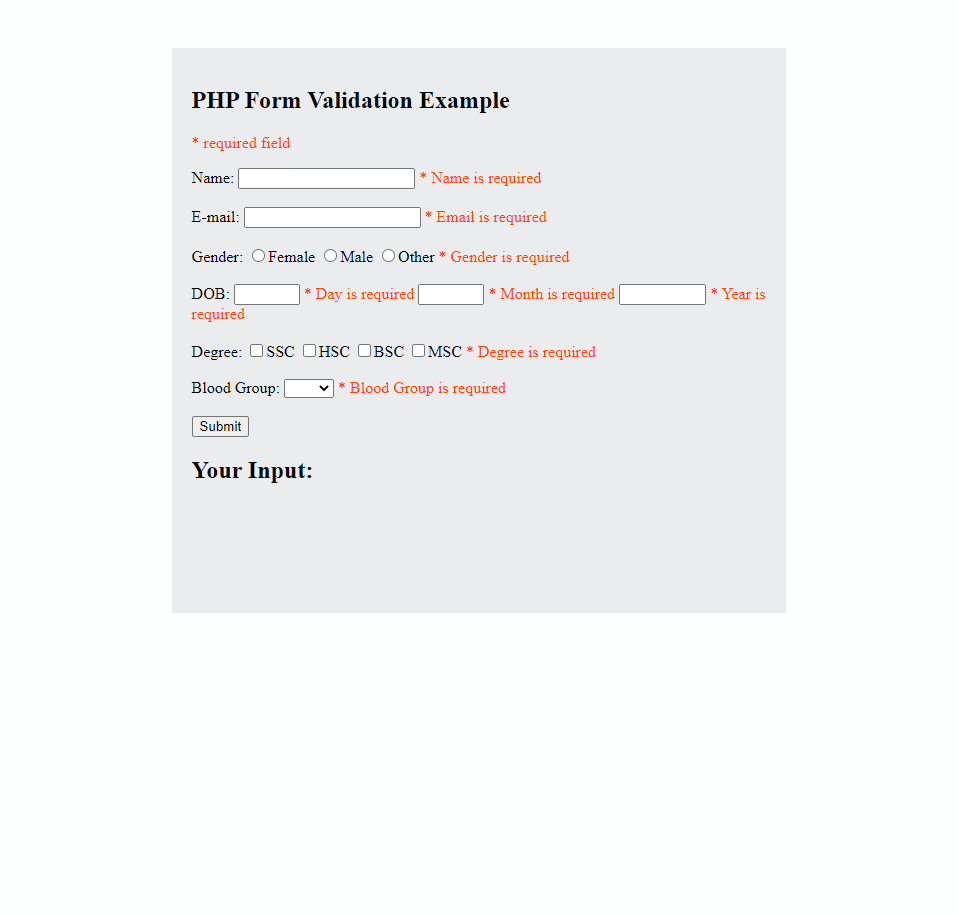 PHP Form Validation Example
* required field
Name: * Name is required
E-mail: * Email is required
Gender: Female Male Other * Gender is required
DOB: * Day is required * Month is required * Year is
required
Degree: SSC HSC BSC MSC * Degree is required
Blood Group: * Blood Group is required
Submit
Your Input: